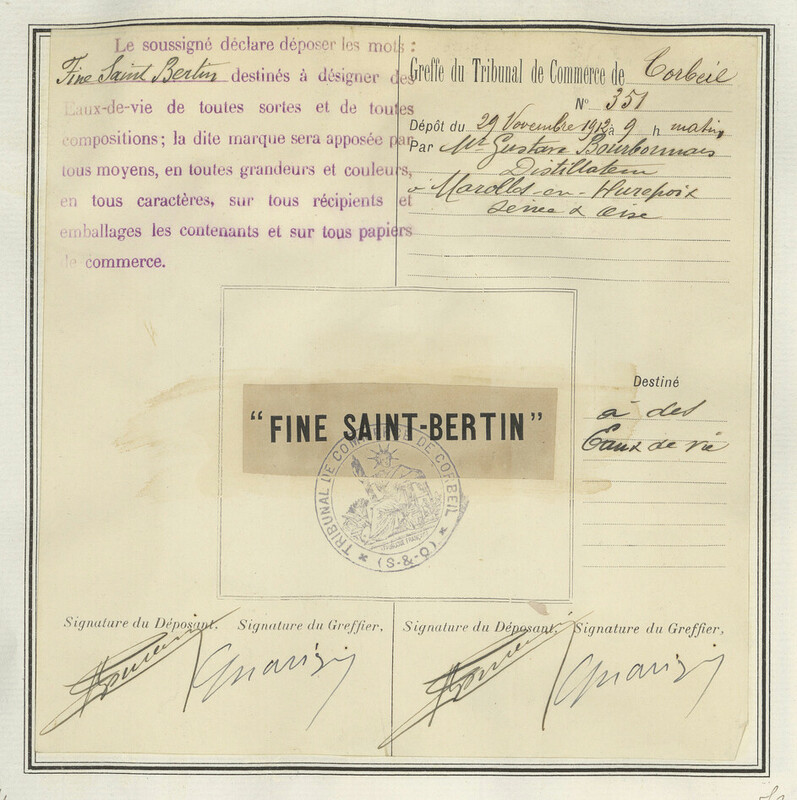 Le soussigné déclare déposer les mots :
Fine Saint Bertin destinés à désigner des
Eaux-de-vie de toutes sortes et de toutes
compositions; la dite marque sera apposée par
tous moyens, en toutes grandeurs et couleurs,
en tous caractères, sur tous récipients et
emballages les contenants et sur tous papiers
de commerce.
Greffe du Tribunal de Commerce de Corbeil
N° 351
Dépôt du 29 Novembre 1912 à 9 h matin
Par Mr Gustave Bourbonnais
Distillateur
à Marolles-en-Hurepoix
Seine & Oise
"FINE SAINT-BERTIN"
TRIBUNAL DE COMMERCE DE CORBEIL
(S-&-O)
Destiné
à des
Eaux de vie
Signature du Déposant. Signature du Greffier,
Signature du Déposant. Signature du Greffier,